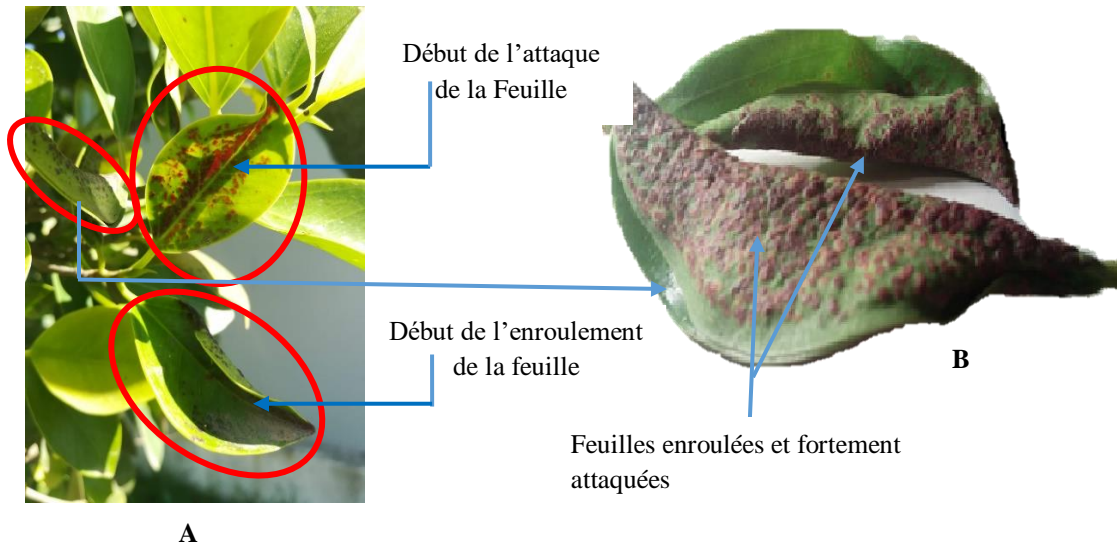 Début de l’attaque
de la Feuille
Début de l’enroulement
de la feuille
B
Feuilles enroulées et fortement
attaquées
A